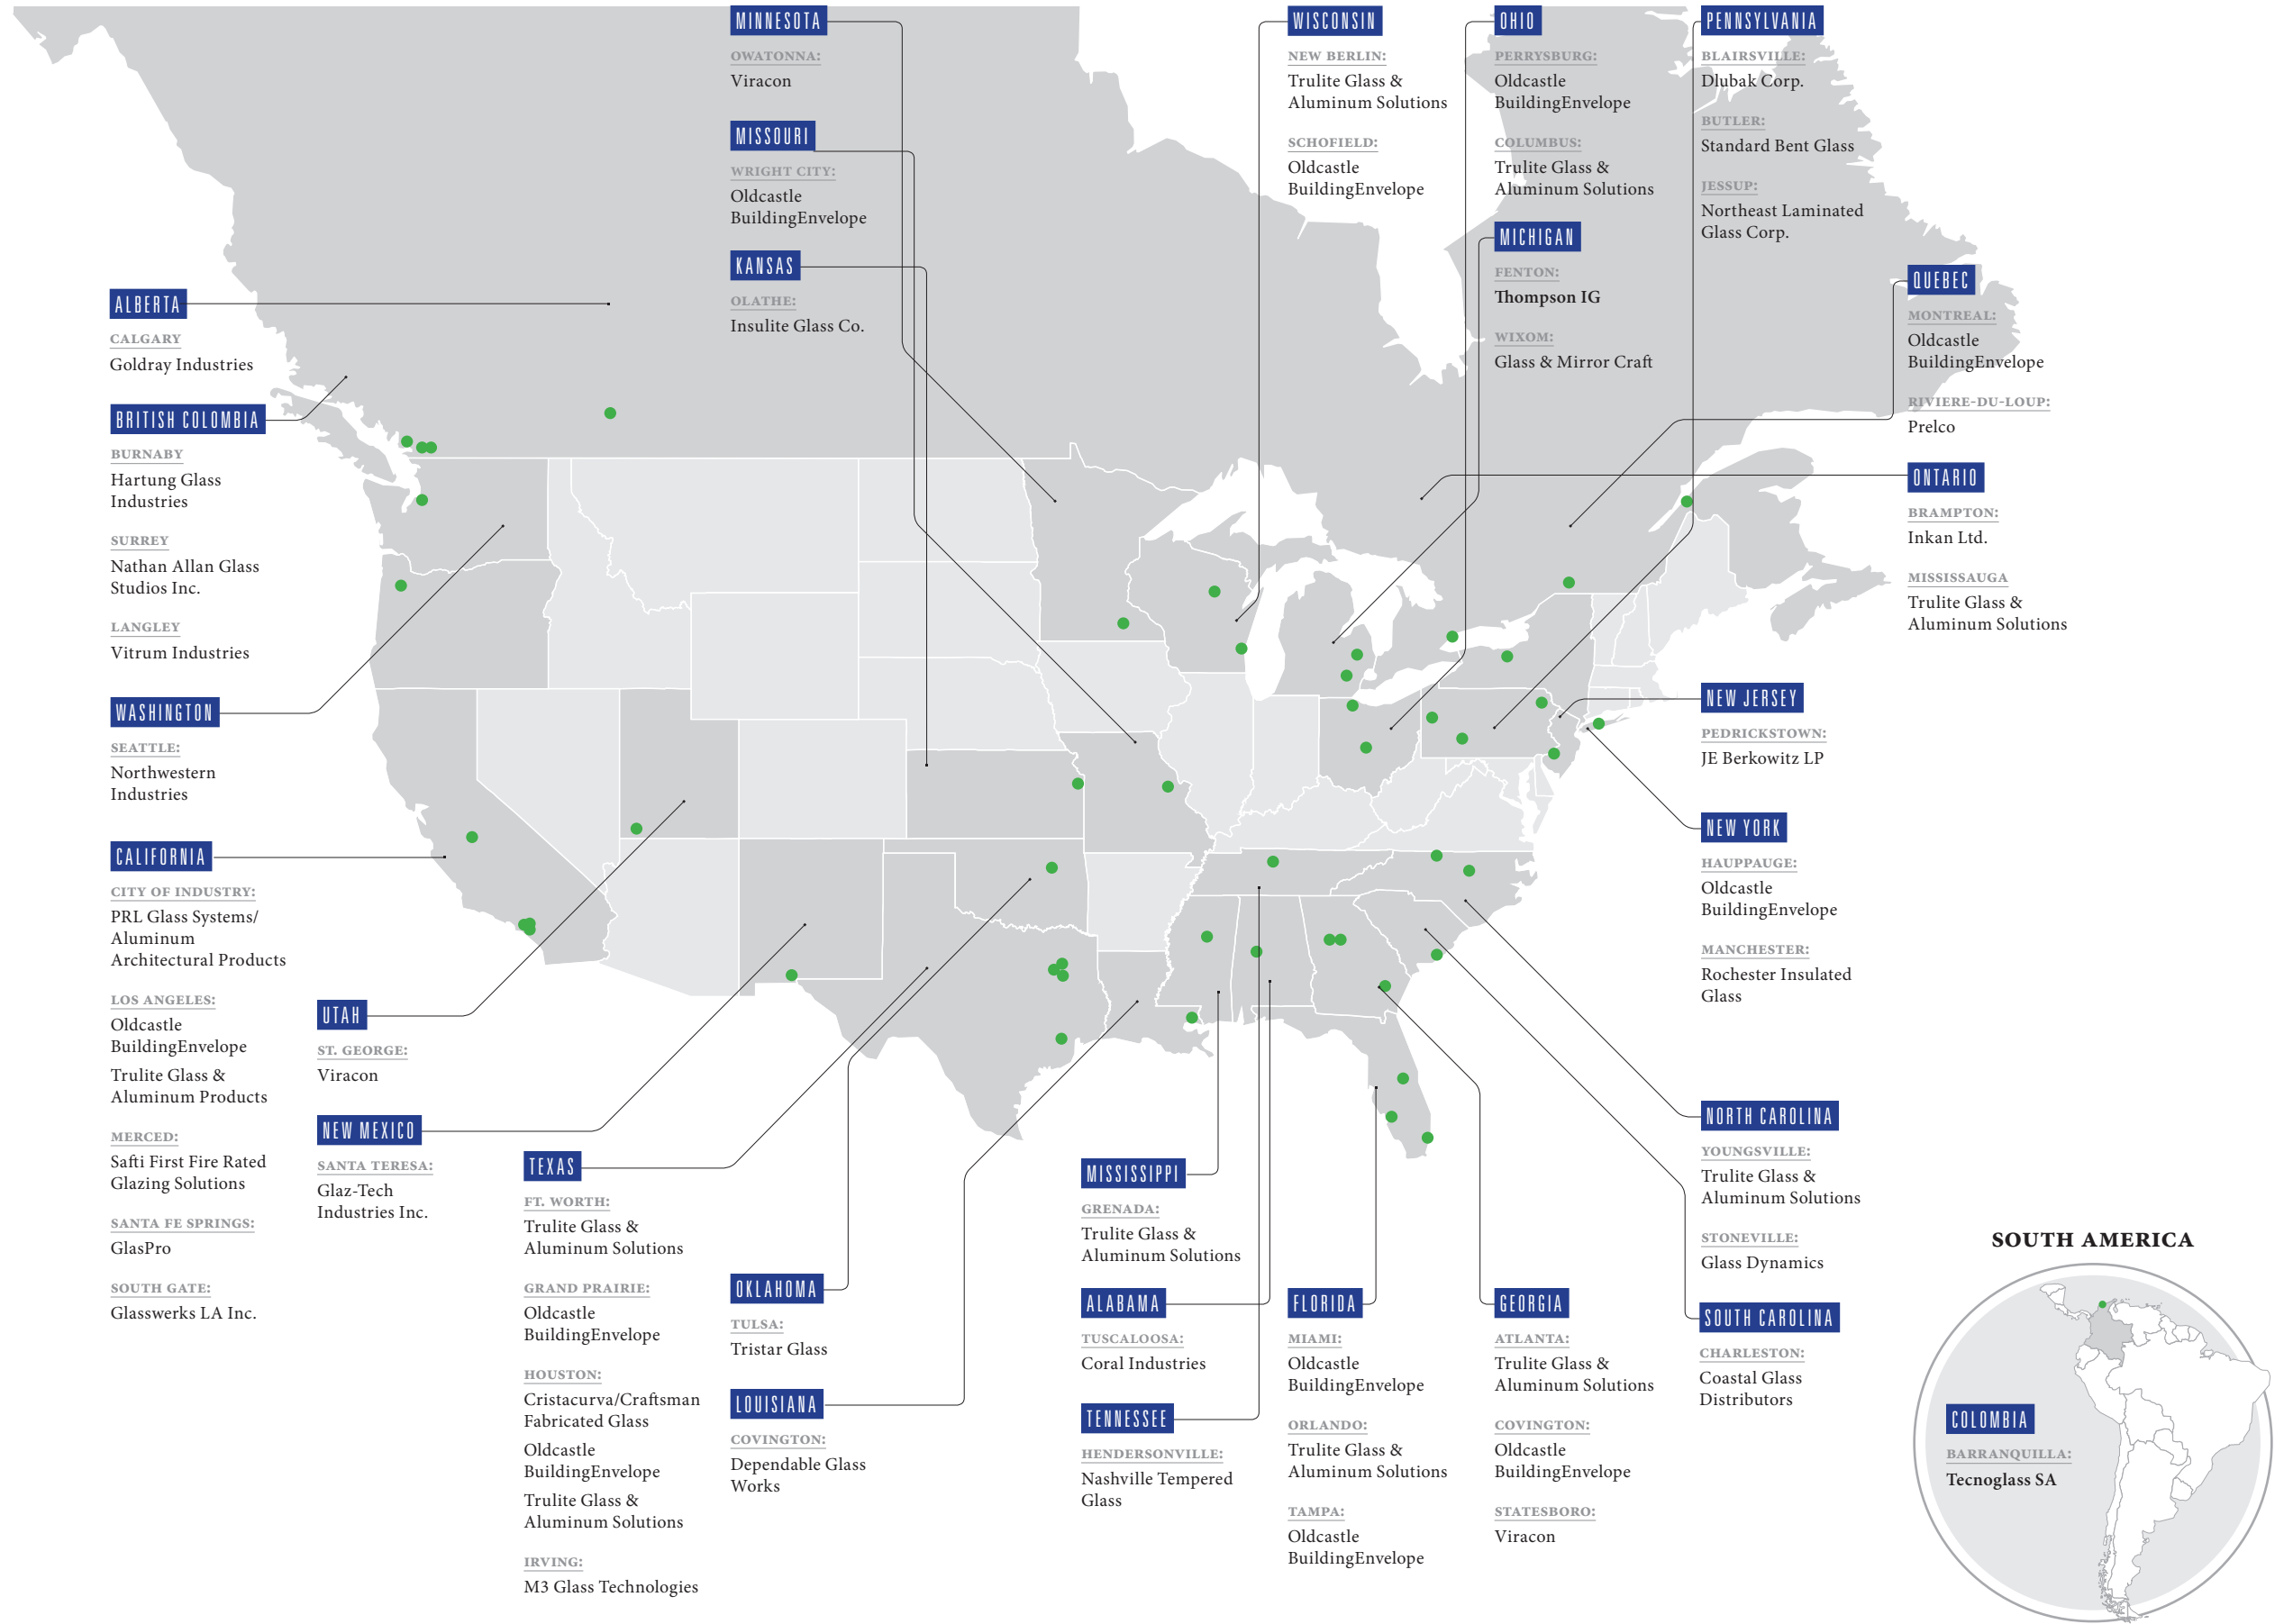 MINNESOTA
OWATONNA:
Viracon
MISSOURI
WRIGHT CITY:
Oldcastle
BuildingEnvelope
KANSAS
OLATHE:
Insulite Glass Co.
WISCONSIN
NEW BERLIN:
Trulite Glass &
Aluminum Solutions
SCHOFIELD:
Oldcastle
BuildingEnvelope
OHIO
PERRYSBURG:
Oldcastle
BuildingEnvelope
COLUMBUS:
Trulite Glass &
Aluminum Solutions
MICHIGAN
FENTON:
Thompson IG
WIXOM:
Glass & Mirror Craft
PENNSYLVANIA
BLAIRSVILLE:
Dlubak Corp.
BUTLER:
Standard Bent Glass
JESSUP:
Northeast Laminated
Glass Corp.
QUEBEC
MONTREAL:
Oldcastle
BuildingEnvelope
RIVIERE-DU-LOUP:
Prelco
ONTARIO
BRAMPTON:
Inkan Ltd.
MISSISSAUGA
Trulite Glass &
Aluminum Solutions
ALBERTA
CALGARY
Goldray Industries
BRITISH COLOMBIA
BURNABY
Hartung Glass
Industries
SURREY
Nathan Allan Glass
Studios Inc.
LANGLEY
Vitrum Industries
WASHINGTON
SEATTLE:
Northwestern
Industries
CALIFORNIA
CITY OF INDUSTRY:
PRL Glass Systems/
Aluminum
Architectural Products
LOS ANGELES:
Oldcastle
BuildingEnvelope
Trulite Glass &
Aluminum Products
MERCED:
Safti First Fire Rated
Glazing Solutions
SANTA FE SPRINGS:
GlasPro
SOUTH GATE:
Glasswerks LA Inc.
UTAH
ST. GEORGE:
Viracon
NEW MEXICO
SANTA TERESA:
Glaz-Tech
Industries Inc.
TEXAS
FT. WORTH:
Trulite Glass &
Aluminum Solutions
GRAND PRAIRIE:
Oldcastle
BuildingEnvelope
HOUSTON:
Cristacurva/Craftsman
Fabricated Glass
Oldcastle
BuildingEnvelope
Trulite Glass &
Aluminum Solutions
IRVING:
M3 Glass Technologies
OKLAHOMA
TULSA:
Tristar Glass
LOUISIANA
COVINGTON:
Dependable Glass
Works
MISSISSIPPI
GRENADA:
Trulite Glass &
Aluminum Solutions
ALABAMA
TUSCALOOSA:
Coral Industries
TENNESSEE
HENDERSONVILLE:
Nashville Tempered
Glass
FLORIDA
MIAMI:
Oldcastle
BuildingEnvelope
ORLANDO:
Trulite Glass &
Aluminum Solutions
TAMPA:
Oldcastle
BuildingEnvelope
GEORGIA
ATLANTA:
Trulite Glass &
Aluminum Solutions
COVINGTON:
Oldcastle
BuildingEnvelope
STATESBORO:
Viracon
NEW JERSEY
PEDRICKSTOWN:
JE Berkowitz LP
NEW YORK
HAUPPAUGE:
Oldcastle
BuildingEnvelope
MANCHESTER:
Rochester Insulated
Glass
NORTH CAROLINA
YOUNGSVILLE:
Trulite Glass &
Aluminum Solutions
STONEVILLE:
Glass Dynamics
SOUTH CAROLINA
CHARLESTON:
Coastal Glass
Distributors
SOUTH AMERICA
COLOMBIA
BARRANQUILLA:
Tecnoglass SA